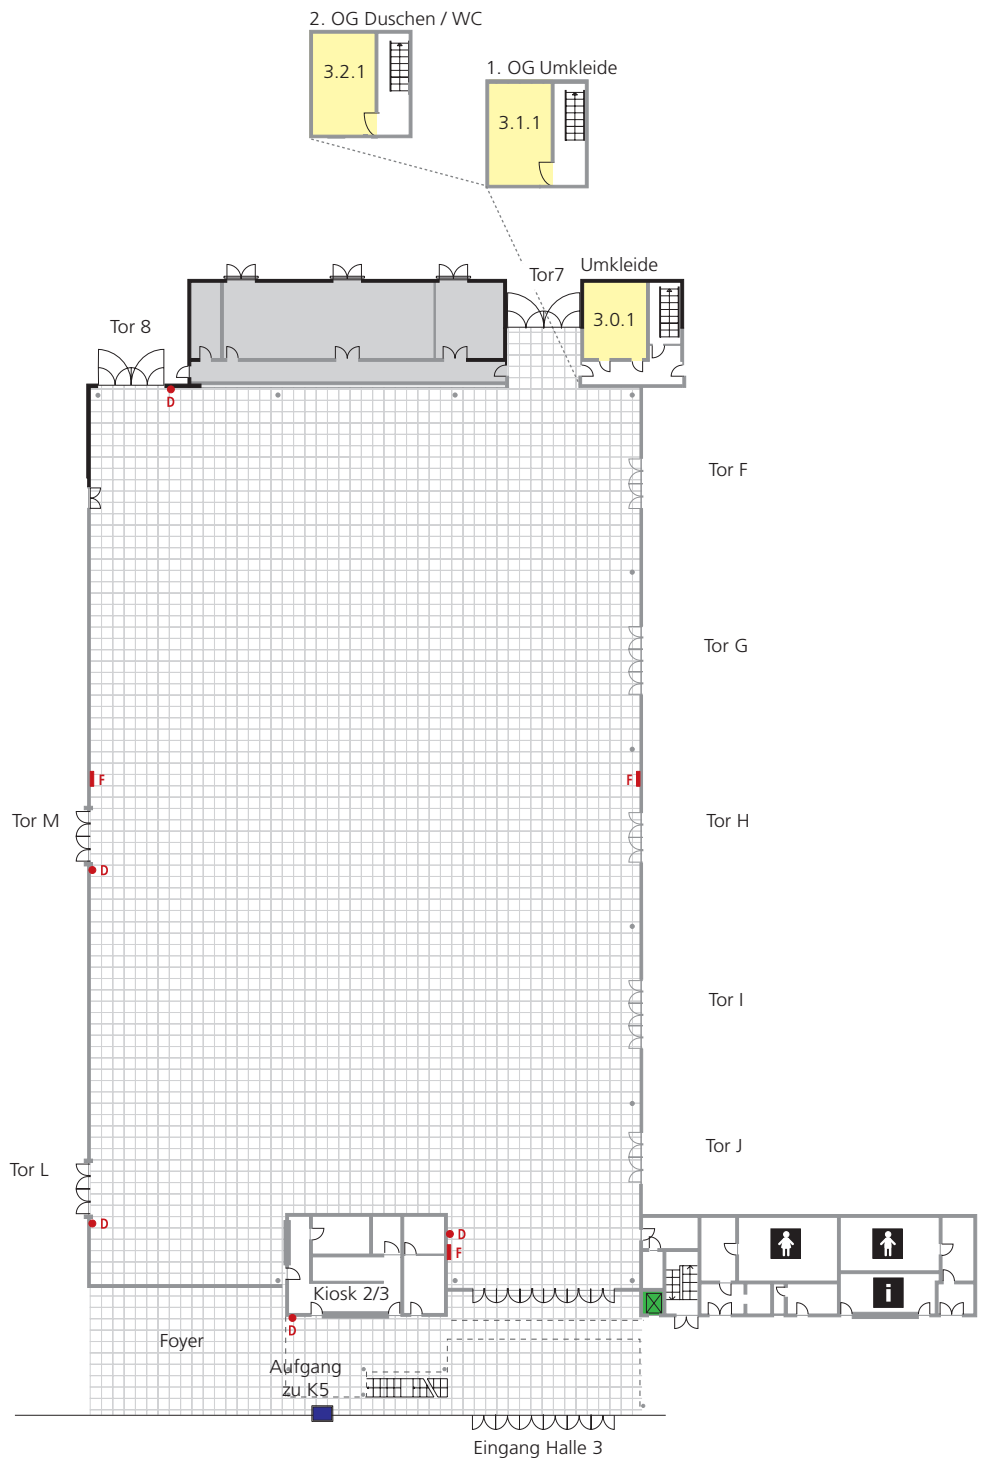 2. OG Duschen / WC
3.2.1
1. OG Umkleide
3.1.1
Tor7
Umkleide
3.0.1
Tor 8
D
Tor F
Tor G
F
F
Tor M
Tor H
D
Tor I
Tor J
Tor L
D
D
F
i
Kiosk 2/3
D
Foyer
Aufgang
zu K5
Eingang Halle 3